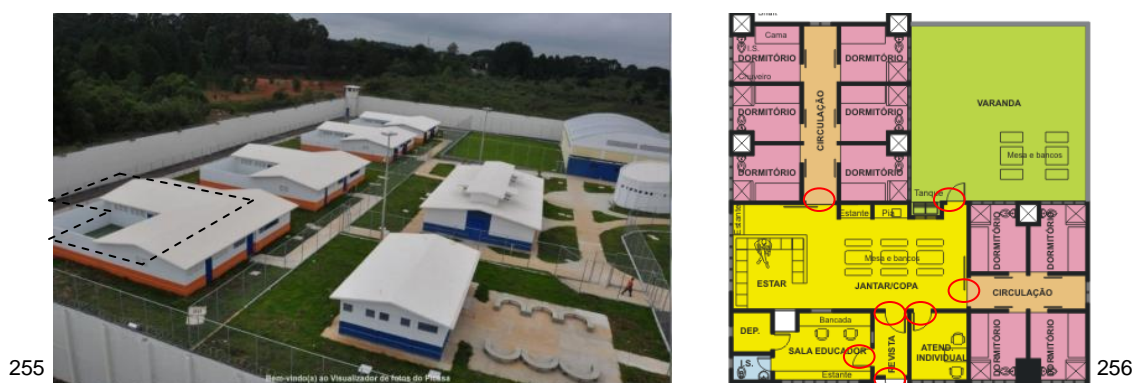 255
Bem-vindo(x) ao Visualizador de fotos do Picasa
Cama
I.S.
DORMITÓRIO
Chuveiro
DORMITÓRIO
DORMITÓRIO
DORMITÓRIO
DORMITÓRIO
DORMITÓRIO
CIRCULAÇÃO
VARANDA
Mesa e bancos
Tanque
Estante
Estante
Pia
Mesa e bancos
ESTAR
JANTAR/COPA
DORMITÓRIO
DORMITÓRIO
CIRCULAÇÃO
DORMITÓRIO
DORMITÓRIO
DEP.
Bancada
SALA EDUCADOR
Estante
I.S.
REVISTA
ATEND.
INDIVIDUAL
256